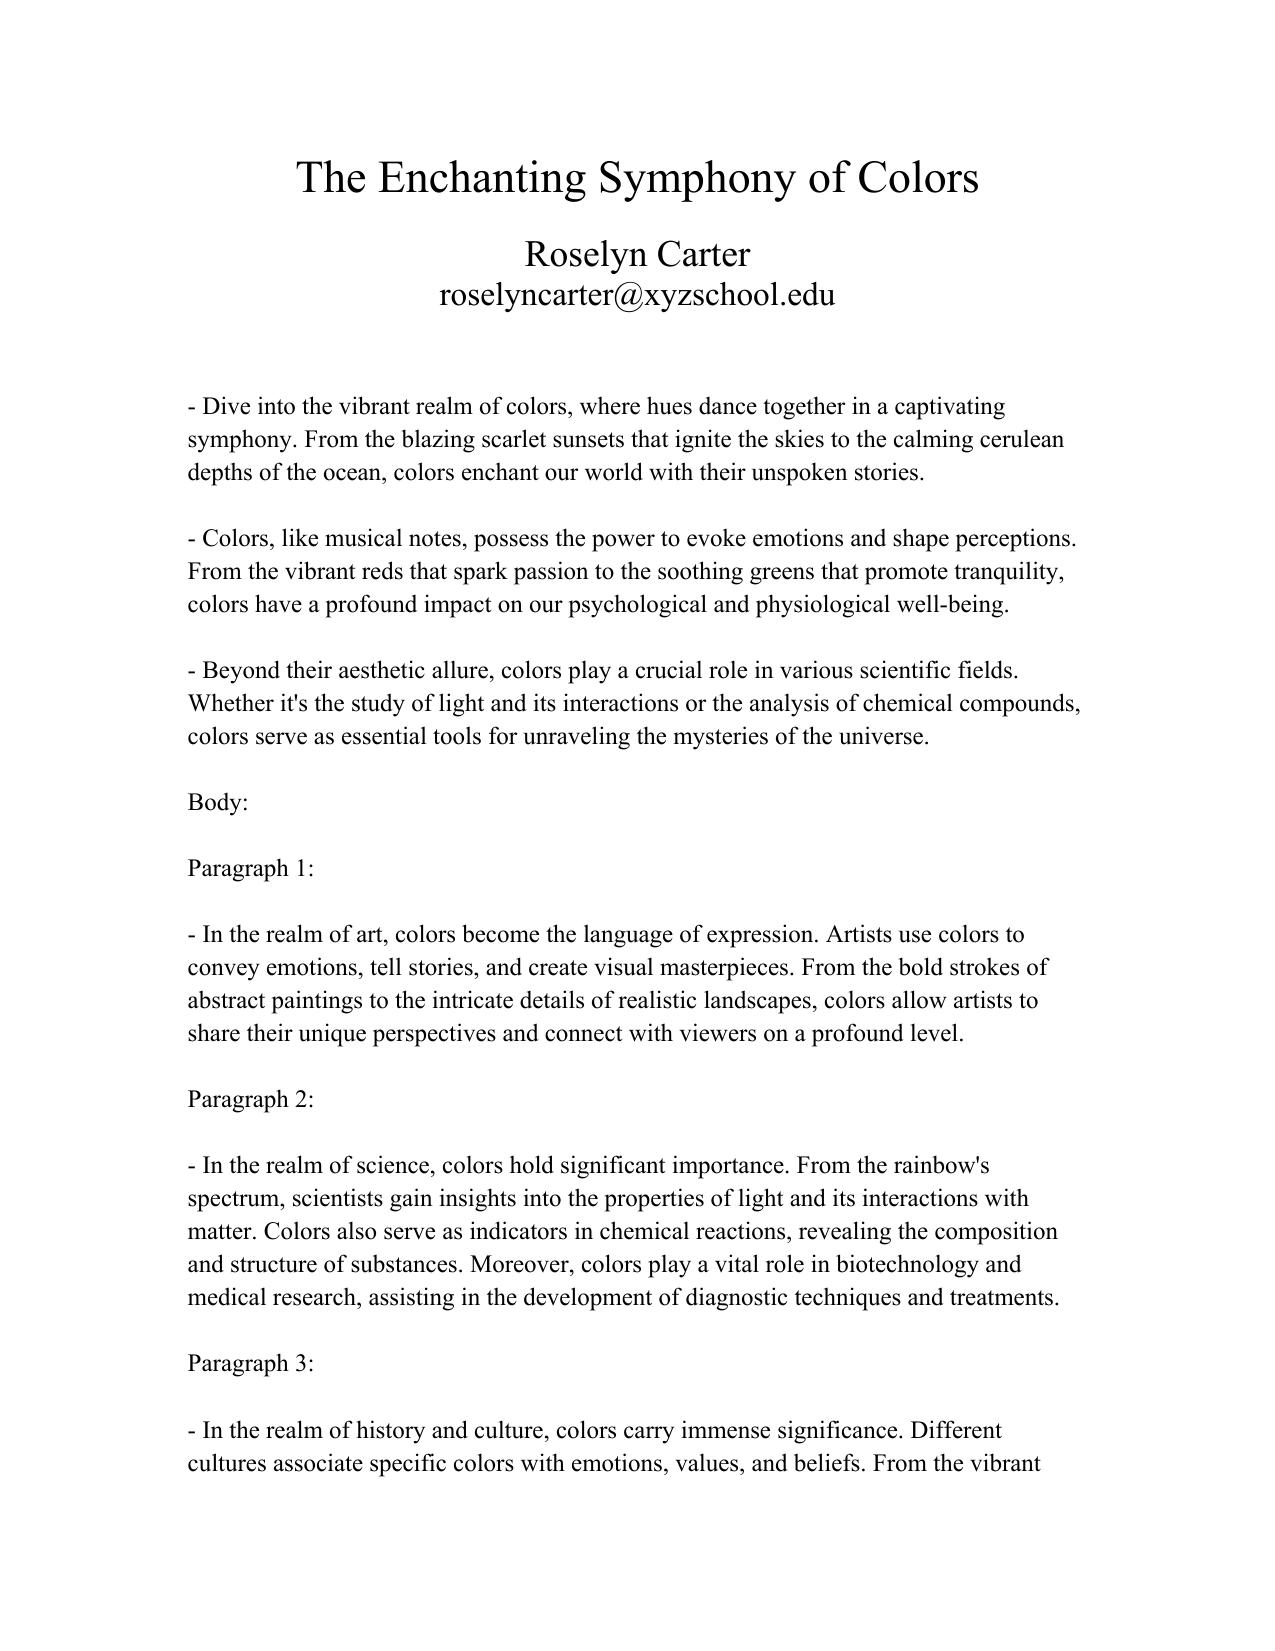 The Enchanting Symphony of Colors
Roselyn Carter
roselyncarter@xyzschool.edu
- Dive into the vibrant realm of colors, where hues dance together in a captivating
symphony. From the blazing scarlet sunsets that ignite the skies to the calming cerulean
depths of the ocean, colors enchant our world with their unspoken stories.
- Colors, like musical notes, possess the power to evoke emotions and shape perceptions.
From the vibrant reds that spark passion to the soothing greens that promote tranquility,
colors have a profound impact on our psychological and physiological well-being.
- Beyond their aesthetic allure, colors play a crucial role in various scientific fields.
Whether it's the study of light and its interactions or the analysis of chemical compounds,
colors serve as essential tools for unraveling the mysteries of the universe.
Body:
Paragraph 1:
- In the realm of art, colors become the language of expression. Artists use colors to
convey emotions, tell stories, and create visual masterpieces. From the bold strokes of
abstract paintings to the intricate details of realistic landscapes, colors allow artists to
share their unique perspectives and connect with viewers on a profound level.
Paragraph 2:
- In the realm of science, colors hold significant importance. From the rainbow's
spectrum, scientists gain insights into the properties of light and its interactions with
matter. Colors also serve as indicators in chemical reactions, revealing the composition
and structure of substances. Moreover, colors play a vital role in biotechnology and
medical research, assisting in the development of diagnostic techniques and treatments.
Paragraph 3:
- In the realm of history and culture, colors carry immense significance. Different
cultures associate specific colors with emotions, values, and beliefs. From the vibrant